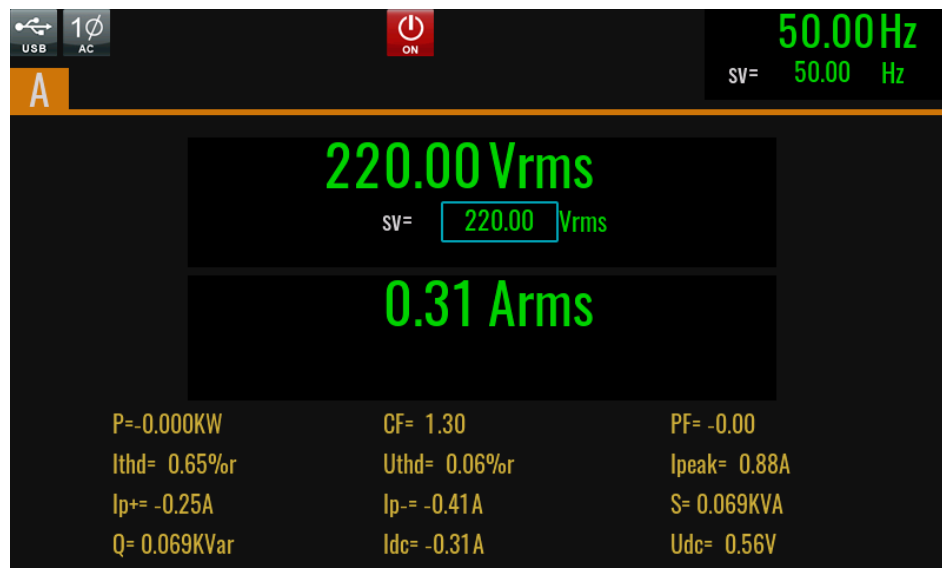 USB
1Ø
AC
ON
50.00 Hz
sv= 50.00 Hz
A
220.00 Vrms
sv= 220.00 Vrms
0.31 Arms
P=-0.000KW CF= 1.30 PF= -0.00
Ithd= 0.65%r Uthd= 0.06%r Ipeak= 0.88A
Ip+= -0.25A Ip-= -0.41A S= 0.069KVA
Q= 0.069KVar Idc= -0.31A Udc= 0.56V